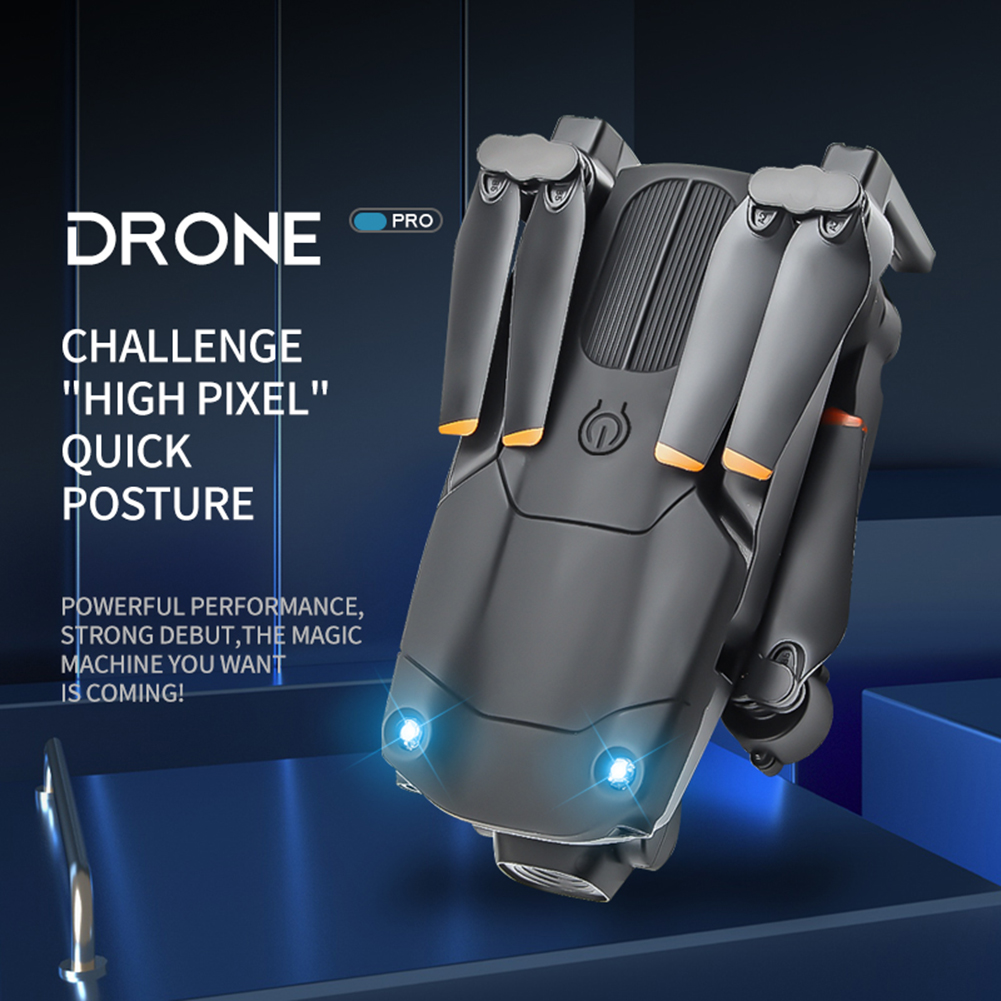 DRONE PRO
CHALLENGE
"HIGH PIXEL"
QUICK
POSTURE
POWERFUL PERFORMANCE,
STRONG DEBUT,THE MAGIC
MACHINE YOU WANT
IS COMING!